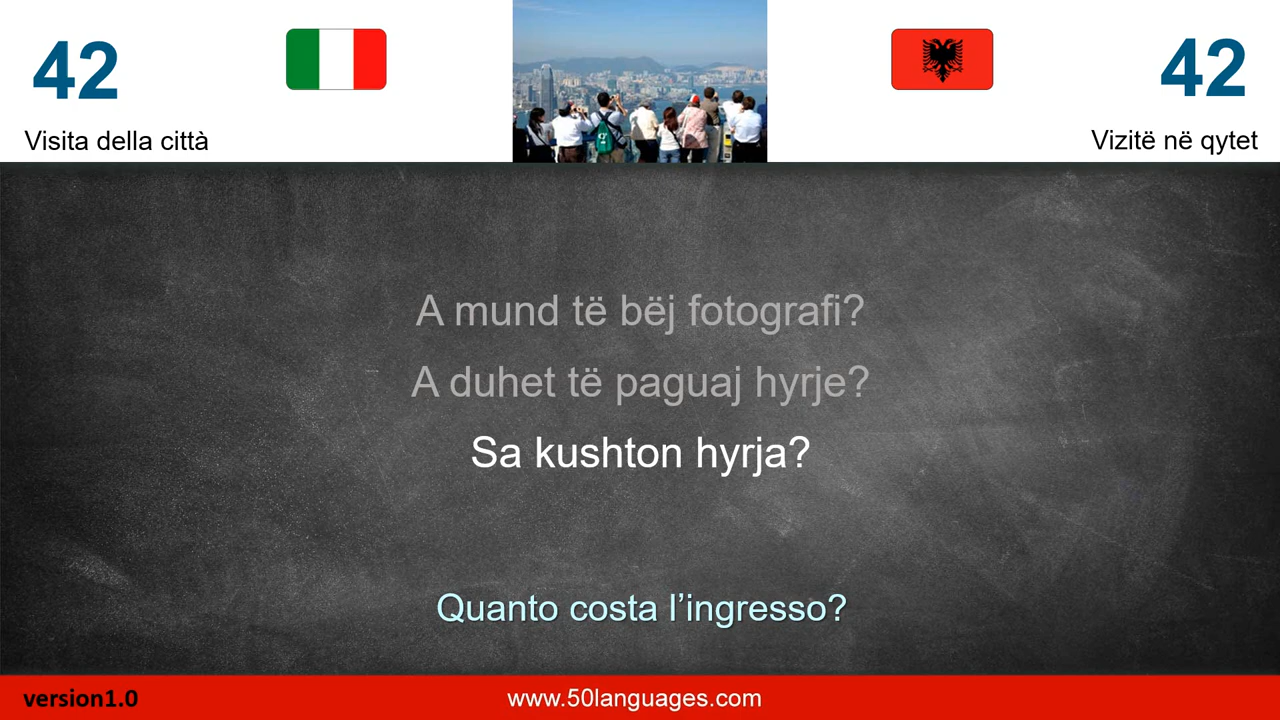 42
42
Visita della città
Vizitë në qytet
A mund të bëj fotografi?
A duhet të paguaj hyrje?
Sa kushton hyrja?
Quanto costa l’ingresso?
version1.0
www.50languages.com